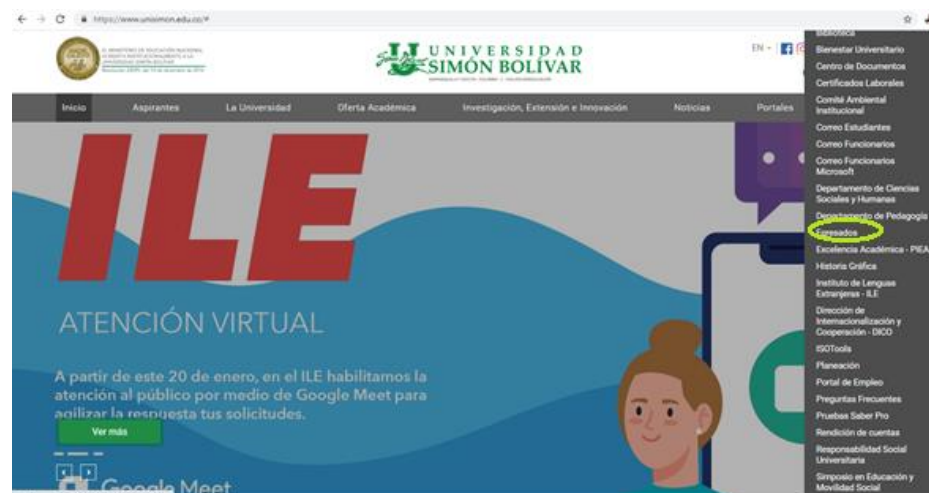 https://www.unisimon.edu.co/#
UNIVERSIDAD
SIMÓN BOLÍVAR
EN
Inicio
Aspirantes
La Universidad
Oferta Académica
Investigación, Extensión e Innovación
Noticias
Portales
ILE
ATENCIÓN VIRTUAL
A partir de este 20 de enero, en el ILE habilitamos la
atención al público por medio de Google Meet para
agilizar la respuesta tus solicitudes.
Ver más
Google Meet
Biblioteca
Bienestar Universitario
Centro de Documentos
Certificados Laborales
Comité Ambiental
Institucional
Correo Estudiantes
Correo Funcionarios
Correo Funcionarios
Microsoft
Departamento de Ciencias
Sociales y Humanas
Departamento de Pedagogía
Egresados
Excelencia Académica - PIEA
Historia Gráfica
Instituto de Lenguas
Extranjeras - ILE
Dirección de
Internacionalización y
Cooperación - DICO
ISOTools
Planeación
Portal de Empleo
Preguntas Frecuentes
Pruebas Saber Pro
Rendición de cuentas
Responsabilidad Social
Universitaria
Simposio en Educación y
Movilidad Social